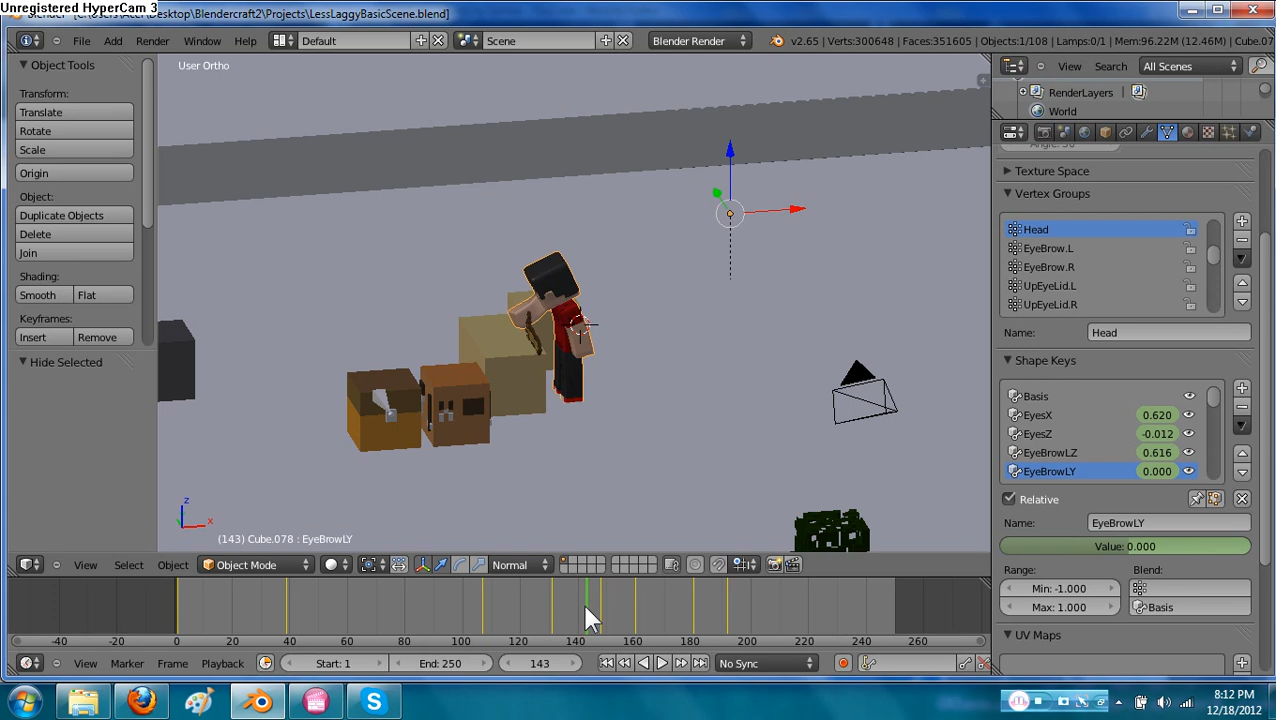 Unregistered HyperCam 3
Desktop\Blendercraft2\Projects\LessLaggyBasicScene.blend]
File Add Render Window Help Default Scene Blender Render v2.65 | Verts:300648 | Faces:351605 | Objects:1/108 | Lamps:0/1 | Mem:96.22M (12.46M) | Cube.07
Object Tools
User Ortho
View Search All Scenes
RenderLayers
World
Transform:
Translate
Rotate
Scale
Origin
Object:
Duplicate Objects
Delete
Join
Shading:
Smooth Flat
Keyframes:
Insert Remove
Hide Selected
z
x
(143) Cube.078 : EyeBrowLY
Texture Space
Vertex Groups
Head
EyeBrow.L
EyeBrow.R
UpEyeLid.L
UpEyeLid.R
Name: Head
Shape Keys
Basis
EyesX 0.620
EyesZ -0.012
EyeBrowLZ 0.616
EyeBrowLY 0.000
Relative
Name: EyeBrowLY
Value: 0.000
Range: Blend:
Min: -1.000
Max: 1.000 Basis
UV Maps
View Select Object Object Mode Normal
-40 -20 0 20 40 60 80 100 120 140 160 180 200 220 240 260
View Marker Frame Playback Start: 1 End: 250 143 No Sync
8:12 PM
12/18/2012